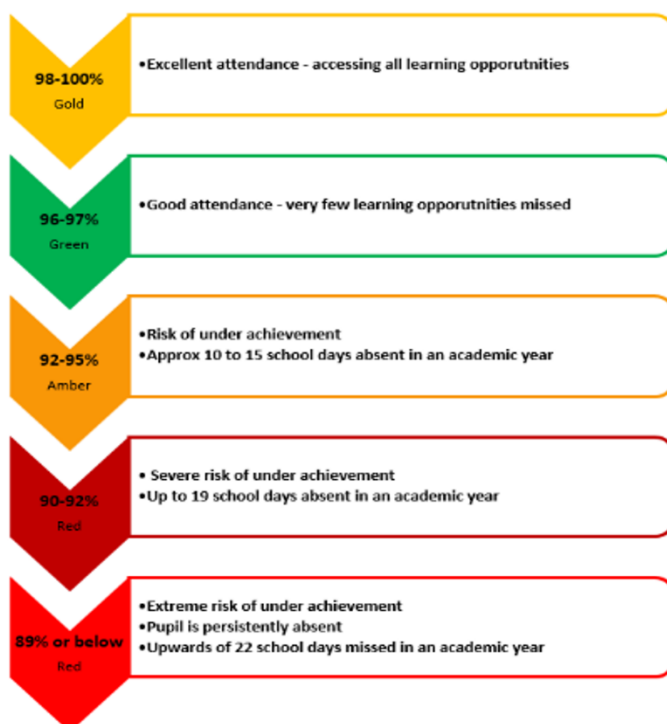 98-100%
Gold
•Excellent attendance - accessing all learning opporutnities
96-97%
Green
•Good attendance - very few learning opporutnities missed
92-95%
Amber
•Risk of under achievement
•Approx 10 to 15 school days absent in an academic year
90-92%
Red
• Severe risk of under achievement
•Up to 19 school days absent in an academic year
89% or below
Red
•Extreme risk of under achievement
•Pupil is persistently absent
•Upwards of 22 school days missed in an academic year